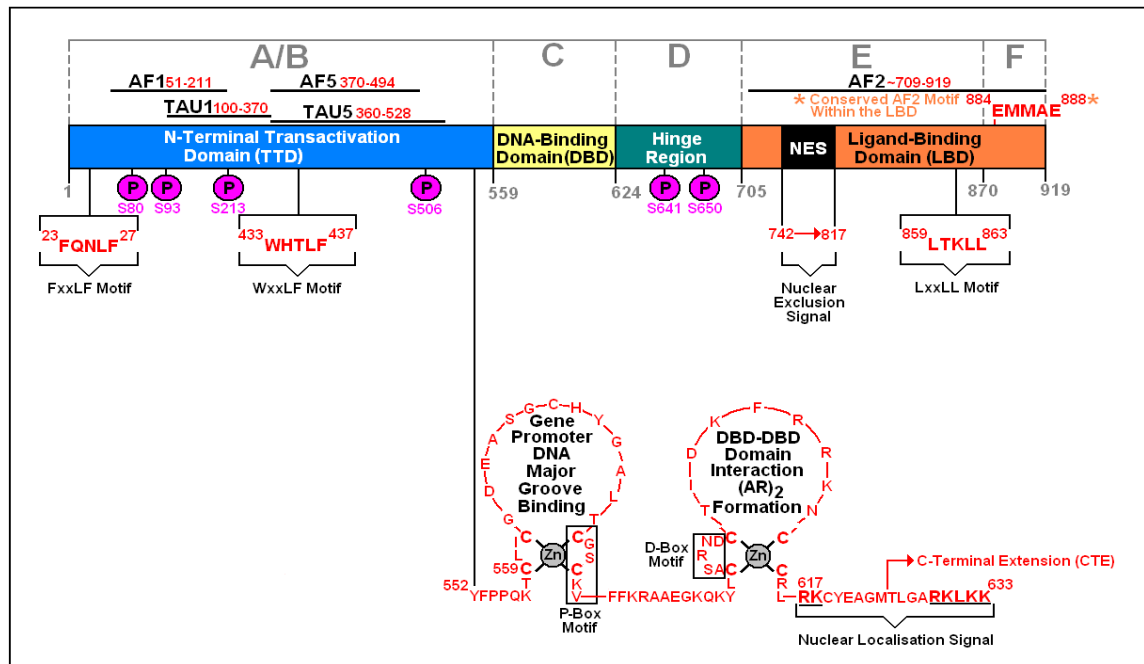 A/B C D E F
AF1 51-211 AF5 370-494 AF2 ~709-919
TAU1 100-370 TAU5 360-528
* Conserved AF2 Motif
Within the LBD
884 EMMAE 888 *
N-Terminal Transactivation
Domain (TTD)
DNA-Binding
Domain(DBD)
Hinge
Region
NES
Ligand-Binding
Domain (LBD)
1 559 624 705 870 919
P P P P P P
S80 S93 S213 S506 S641 S650
23 FQNLF 27
FxxLF Motif
433 WHTLF 437
WxxLF Motif
742 → 817
Nuclear
Exclusion
Signal
859 LTKLL 863
LxxLL Motif
552 YFPPQK
559
T C L C G D E A S G C H Y G A L T C G S C K V
Gene
Promoter
DNA
Major
Groove
Binding
Zn
P-Box
Motif
FFKRAAEGKQKY
L C A S R N D C T I D K F R R K N C C R L
D-Box
Motif
DBD-DBD
Domain
Interaction
(AR)2
Formation
Zn
C-Terminal Extension (CTE)
617 RKCYEAGMTLGARKLKK 633
Nuclear Localisation Signal